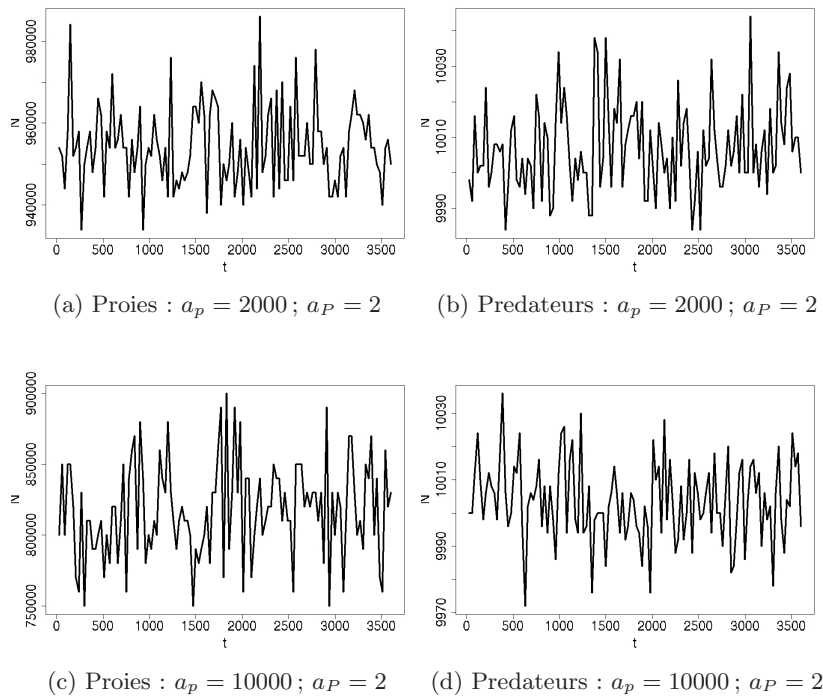 N
940000 960000 980000
0 500 1000 1500 2000 2500 3000 3500
t
(a) Proies : a_p = 2000 ; a_P = 2
N
9990 10010 10030
0 500 1000 1500 2000 2500 3000 3500
t
(b) Predateurs : a_p = 2000 ; a_P = 2
N
750000 800000 850000 900000
0 500 1000 1500 2000 2500 3000 3500
t
(c) Proies : a_p = 10000 ; a_P = 2
N
9970 9990 10010 10030
0 500 1000 1500 2000 2500 3000 3500
t
(d) Predateurs : a_p = 10000 ; a_P = 2